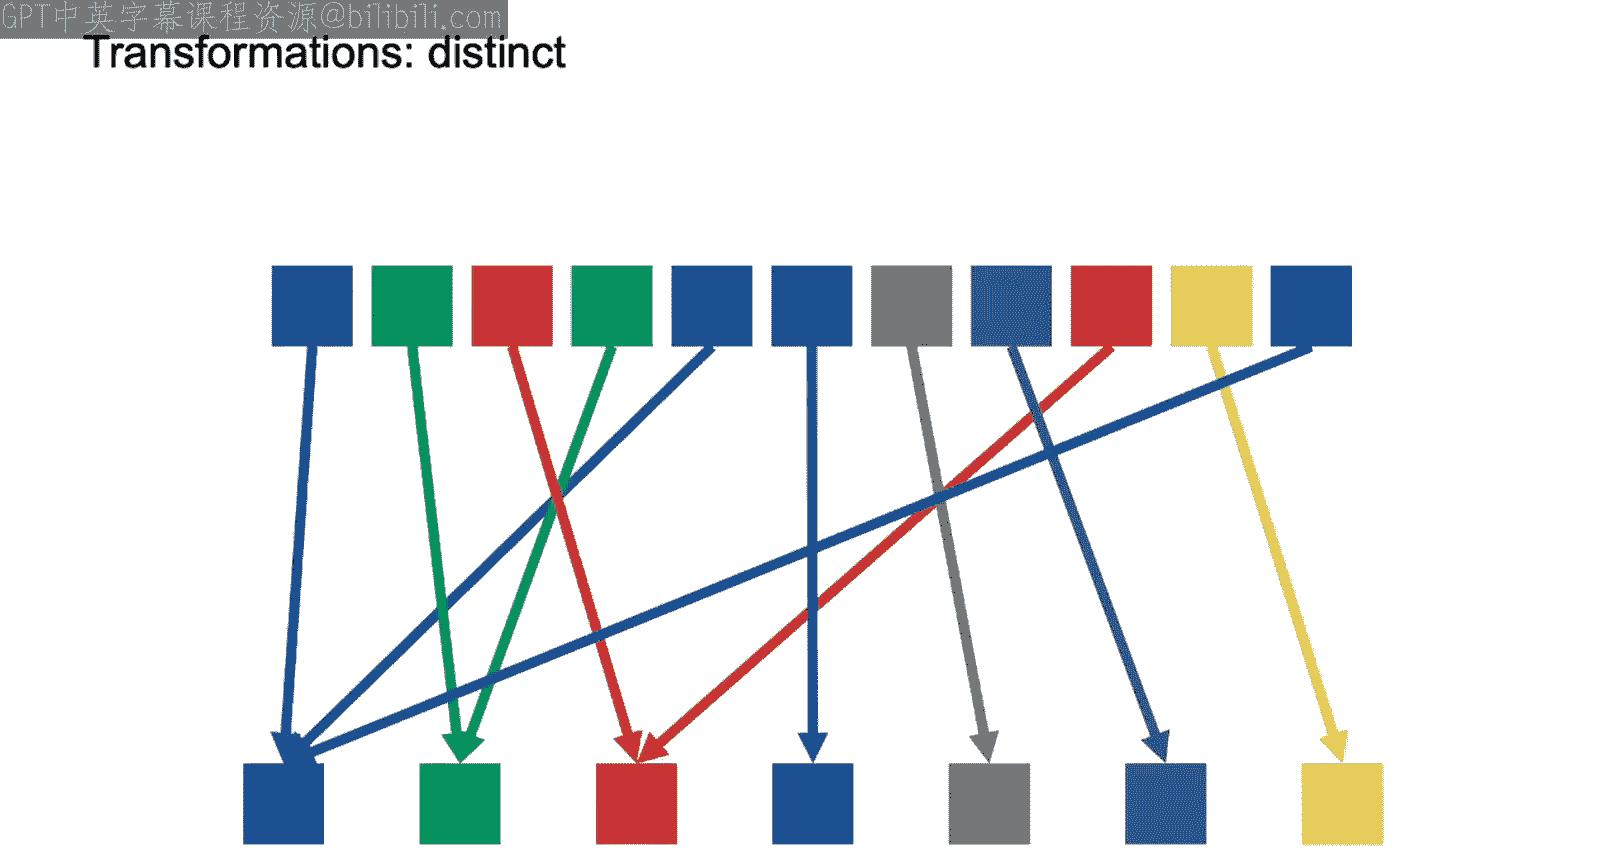 GPT中英字幕课程资源@bilibili.com
Transformations: distinct